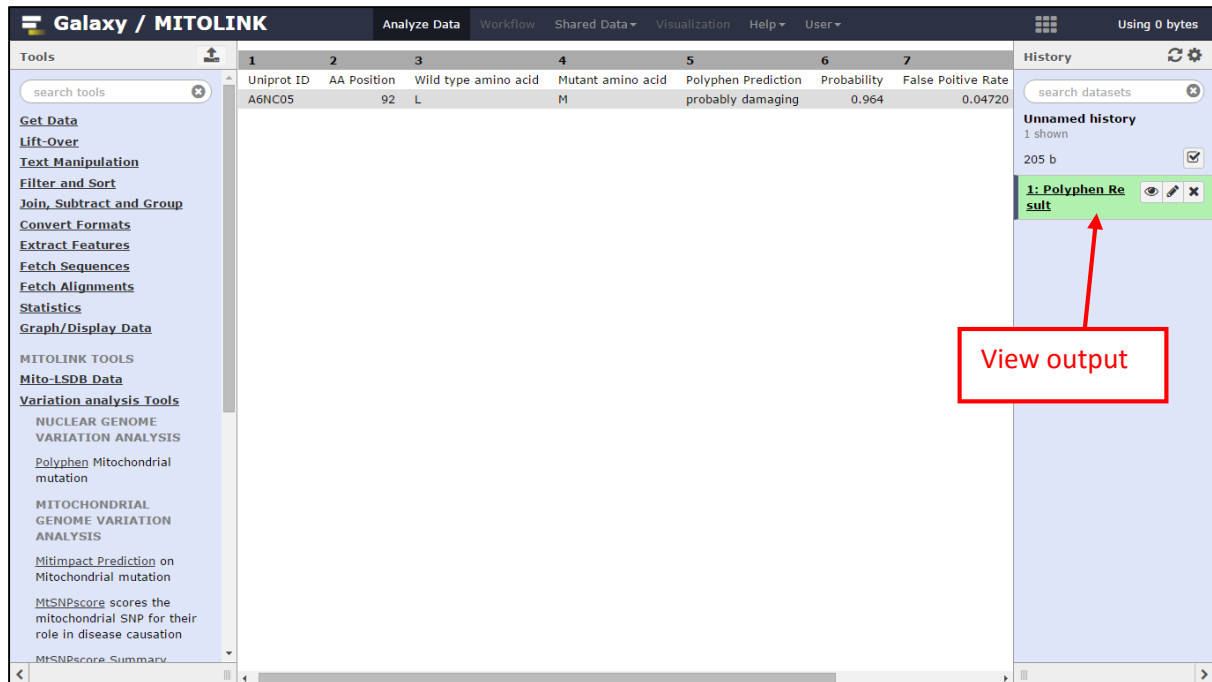 Galaxy / MITOLINK
Analyze Data Workflow Shared Data Visualization Help User
Using 0 bytes
Tools
search tools
Get Data
Lift-Over
Text Manipulation
Filter and Sort
Join, Subtract and Group
Convert Formats
Extract Features
Fetch Sequences
Fetch Alignments
Statistics
Graph/Display Data
MITOLINK TOOLS
Mito-LSDB Data
Variation analysis Tools
NUCLEAR GENOME
VARIATION ANALYSIS
Polyphen Mitochondrial
mutation
MITOCHONDRIAL
GENOME VARIATION
ANALYSIS
Mitimpact Prediction on
Mitochondrial mutation
MtSNPscore scores the
mitochondrial SNP for their
role in disease causation
MtSNPscore Summary
1 2 3 4 5 6 7
Uniprot ID AA Position Wild type amino acid Mutant amino acid Polyphen Prediction Probability False Poitive Rate
A6NC05 92 L M probably damaging 0.964 0.04720
History
search datasets
Unnamed history
1 shown
205 b
1: Polyphen Re
sult
View output